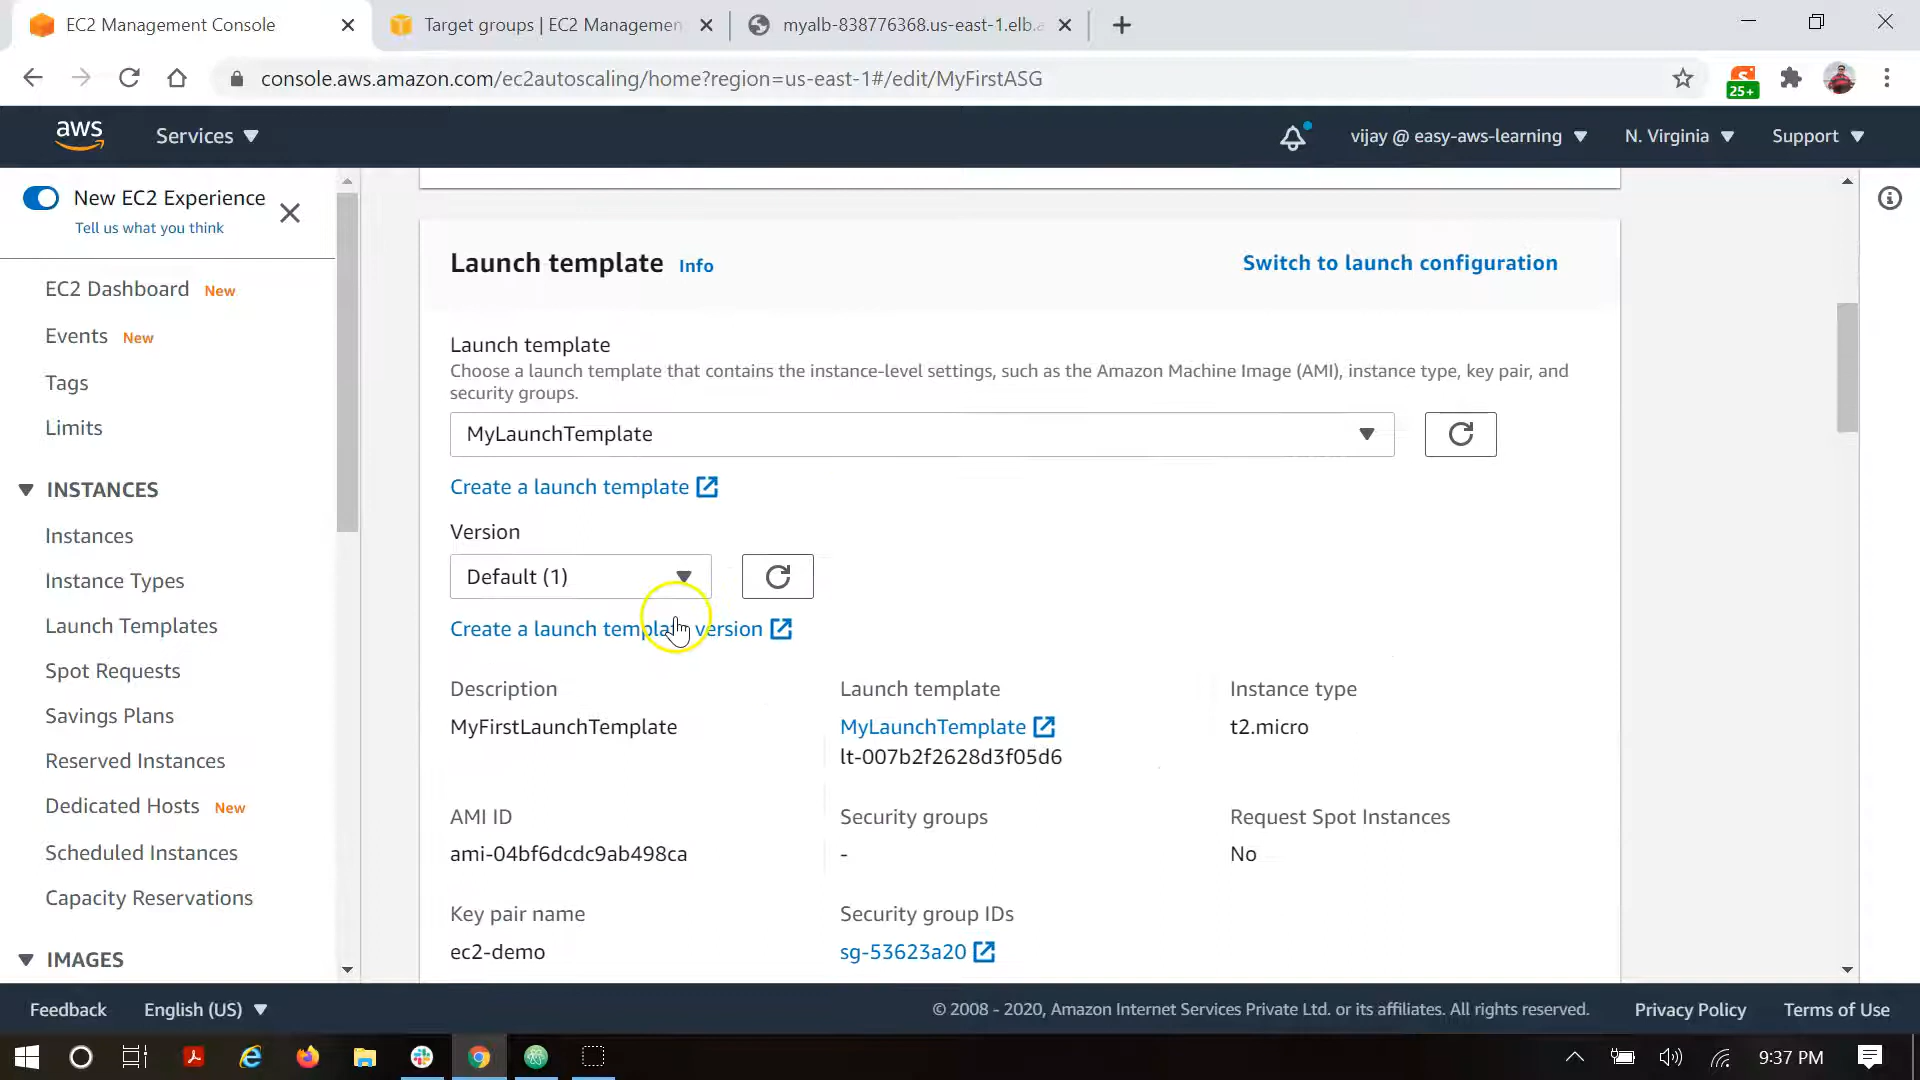 EC2 Management Console
Target groups | EC2 Managemen
myalb-838776368.us-east-1.elb.a
console.aws.amazon.com/ec2autoscaling/home?region=us-east-1#/edit/MyFirstASG
25+
aws
Services
vijay @ easy-aws-learning
N. Virginia
Support
New EC2 Experience
Tell us what you think
EC2 Dashboard New
Events New
Tags
Limits
INSTANCES
Instances
Instance Types
Launch Templates
Spot Requests
Savings Plans
Reserved Instances
Dedicated Hosts New
Scheduled Instances
Capacity Reservations
IMAGES
Launch template Info
Switch to launch configuration
Launch template
Choose a launch template that contains the instance-level settings, such as the Amazon Machine Image (AMI), instance type, key pair, and
security groups.
MyLaunchTemplate
Create a launch template
Version
Default (1)
Create a launch template version
Description
MyFirstLaunchTemplate
Launch template
MyLaunchTemplate
lt-007b2f2628d3f05d6
Instance type
t2.micro
AMI ID
ami-04bf6dcdc9ab498ca
Security groups
-
Request Spot Instances
No
Key pair name
ec2-demo
Security group IDs
sg-53623a20
Feedback
English (US)
© 2008 - 2020, Amazon Internet Services Private Ltd. or its affiliates. All rights reserved.
Privacy Policy
Terms of Use
9:37 PM